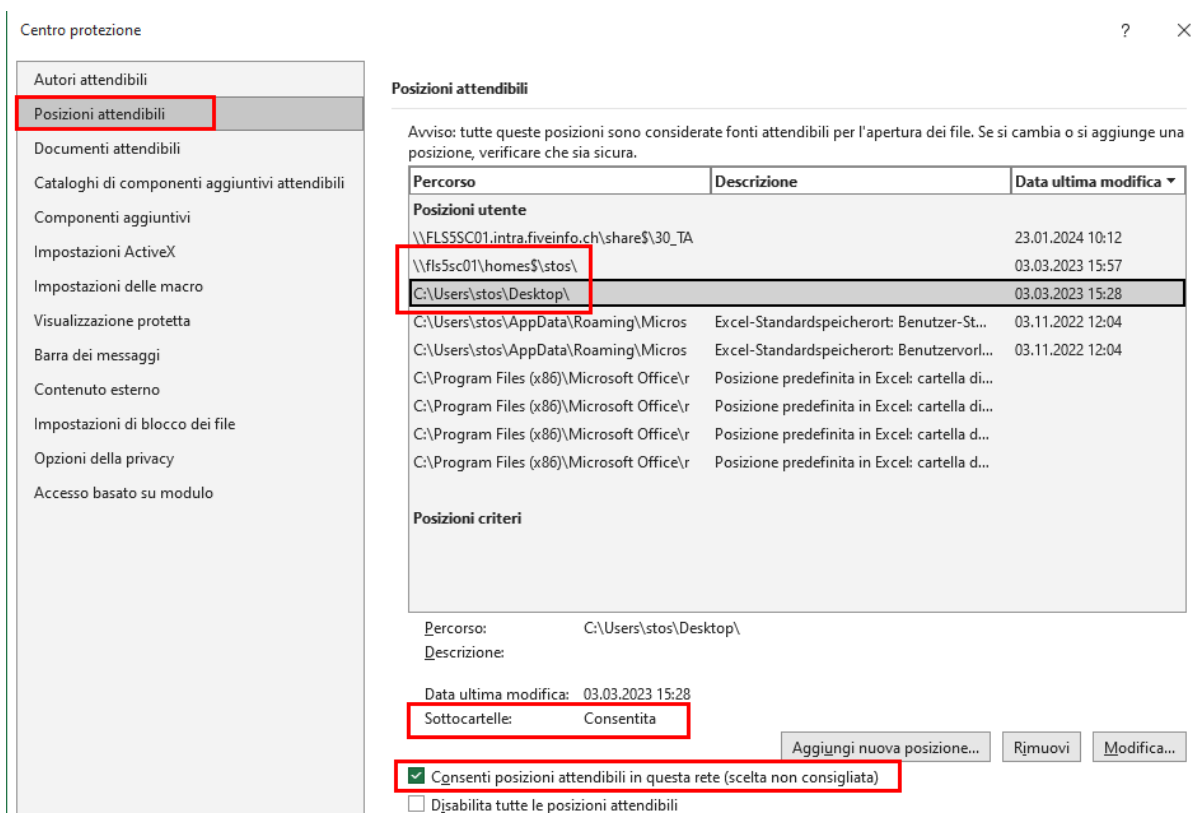 Centro protezione
?
Autori attendibili
Posizioni attendibili
Documenti attendibili
Cataloghi di componenti aggiuntivi attendibili
Componenti aggiuntivi
Impostazioni ActiveX
Impostazioni delle macro
Visualizzazione protetta
Barra dei messaggi
Contenuto esterno
Impostazioni di blocco dei file
Opzioni della privacy
Accesso basato su modulo
Posizioni attendibili
Avviso: tutte queste posizioni sono considerate fonti attendibili per l'apertura dei file. Se si cambia o si aggiunge una
posizione, verificare che sia sicura.
Percorso Descrizione Data ultima modifica
Posizioni utente
\\FLS5SC01.intra.fiveinfo.ch\share$\30_TA 23.01.2024 10:12
\\fls5sc01\homes$\stos\ 03.03.2023 15:57
C:\Users\stos\Desktop\ 03.03.2023 15:28
C:\Users\stos\AppData\Roaming\Micros Excel-Standardspeicherort: Benutzer-St... 03.11.2022 12:04
C:\Users\stos\AppData\Roaming\Micros Excel-Standardspeicherort: Benutzervorl... 03.11.2022 12:04
C:\Program Files (x86)\Microsoft Office\r Posizione predefinita in Excel: cartella di...
C:\Program Files (x86)\Microsoft Office\r Posizione predefinita in Excel: cartella di...
C:\Program Files (x86)\Microsoft Office\r Posizione predefinita in Excel: cartella d...
C:\Program Files (x86)\Microsoft Office\r Posizione predefinita in Excel: cartella d...
Posizioni criteri
Percorso: C:\Users\stos\Desktop\
Descrizione:
Data ultima modifica: 03.03.2023 15:28
Sottocartelle: Consentita
Aggiungi nuova posizione... Rimuovi Modifica...
Consenti posizioni attendibili in questa rete (scelta non consigliata)
Disabilita tutte le posizioni attendibili